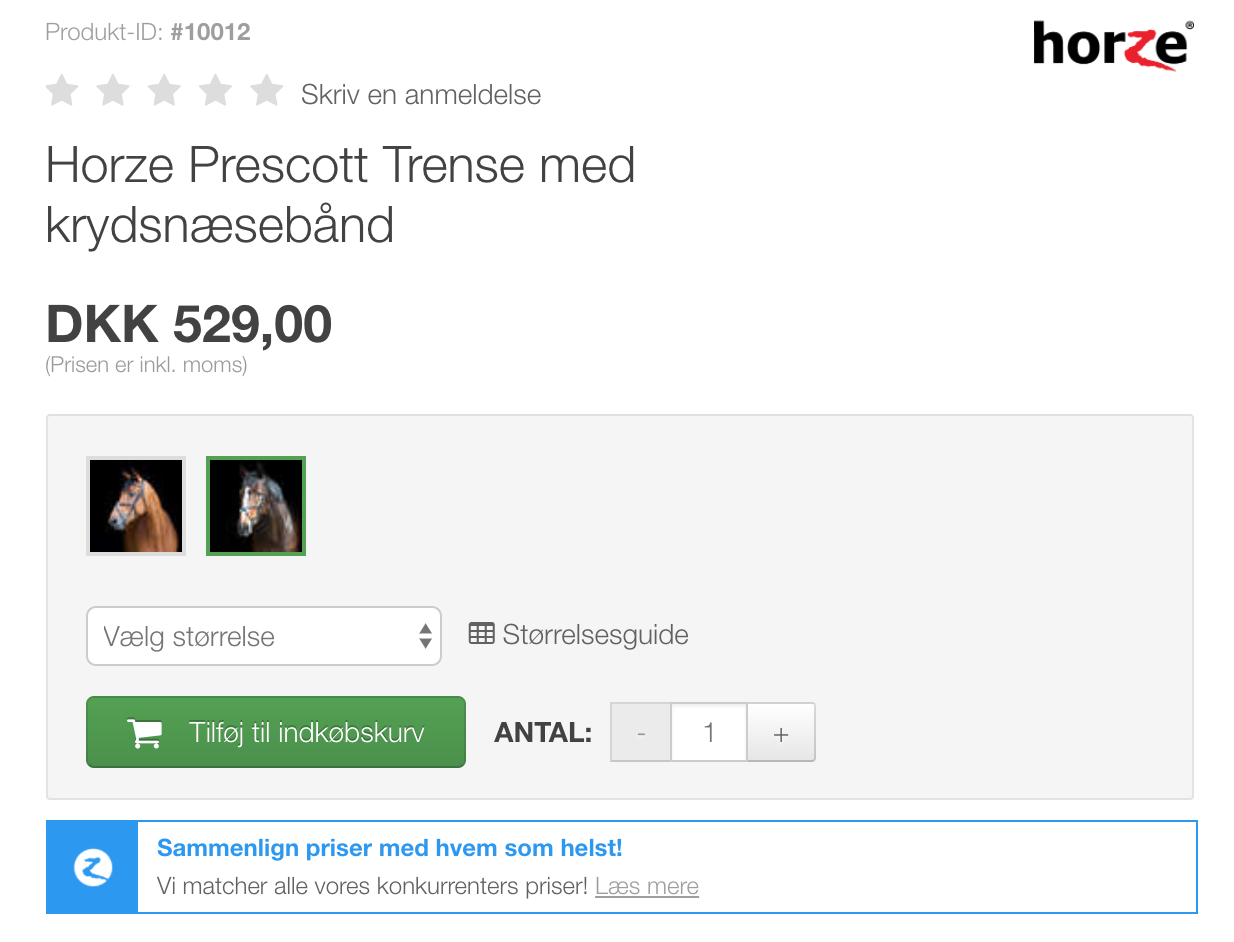 Produkt-ID: #10012
horze®
Skriv en anmeldelse
Horze Prescott Trense med
krydsnæsebånd
DKK 529,00
(Prisen er inkl. moms)
Vælg størrelse
Størrelsesguide
Tilføj til indkøbskurv
ANTAL:
-
1
+
Sammenlign priser med hvem som helst!
Vi matcher alle vores konkurrenters priser! Læs mere